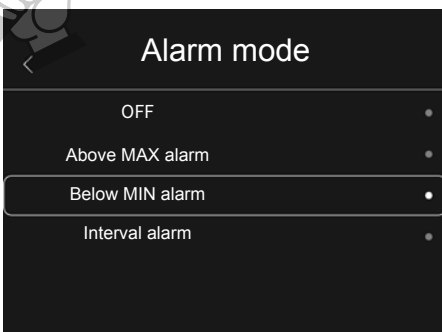 Alarm mode
OFF
Above MAX alarm
Below MIN alarm
Interval alarm